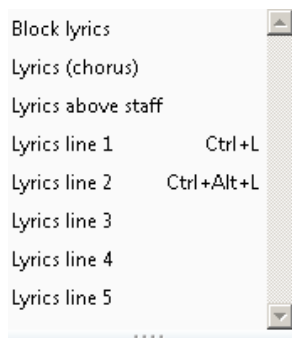 Block lyrics
Lyrics (chorus)
Lyrics above staff
Lyrics line 1 Ctrl+L
Lyrics line 2 Ctrl+Alt+L
Lyrics line 3
Lyrics line 4
Lyrics line 5